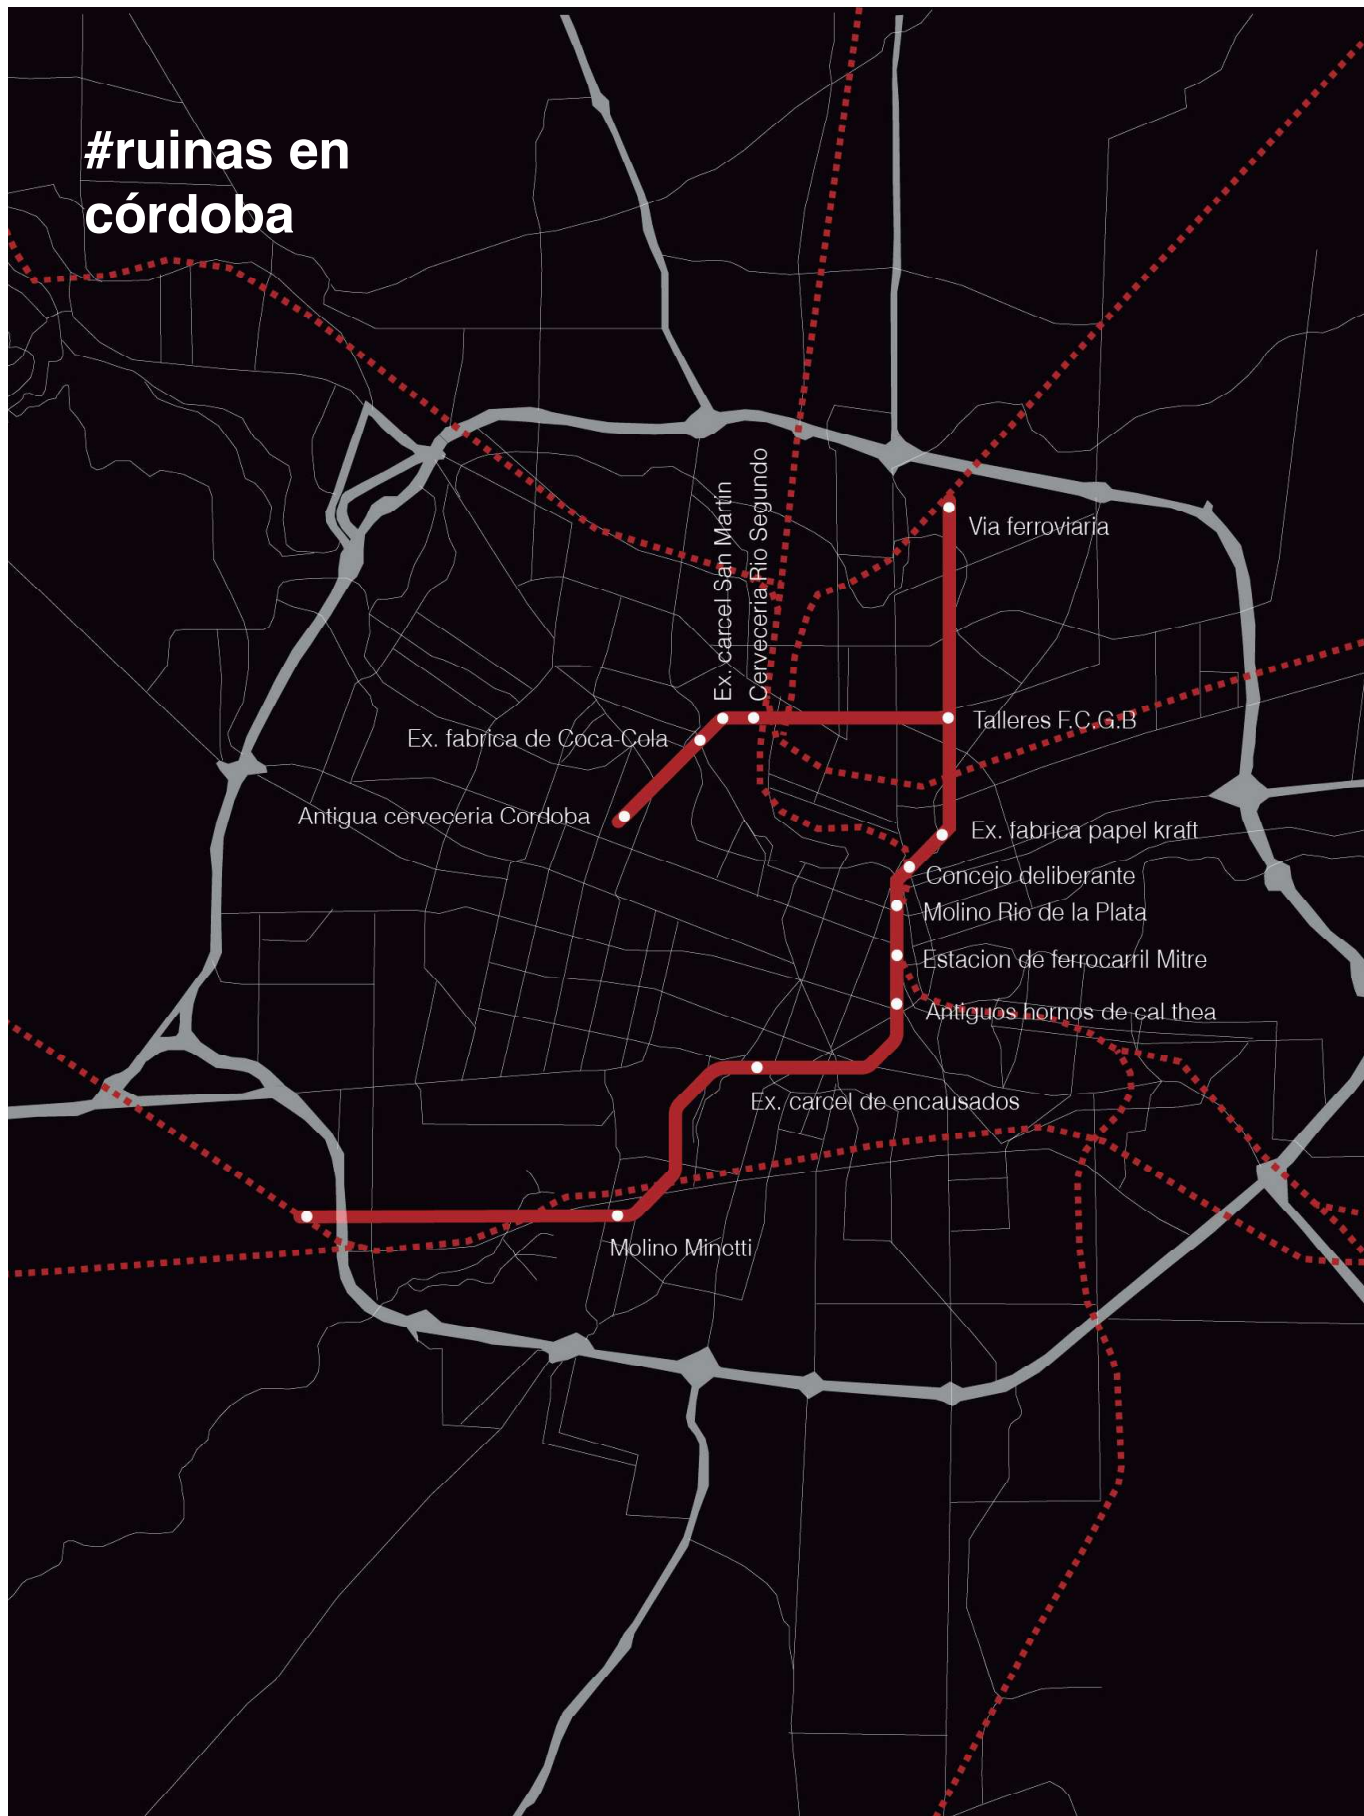 #ruinas en
córdoba
Ex. carcel San Martin
Cerveceria Rio Segundo
Via ferroviaria
Talleres F.C.G.B
Ex. fabrica de Coca-Cola
Antigua cerveceria Cordoba
Ex. fabrica papel kraft
Concejo deliberante
Molino Rio de la Plata
Estacion de ferrocarril Mitre
Antiguos hornos de cal thea
Ex. carcel de encausados
Molino Minctti